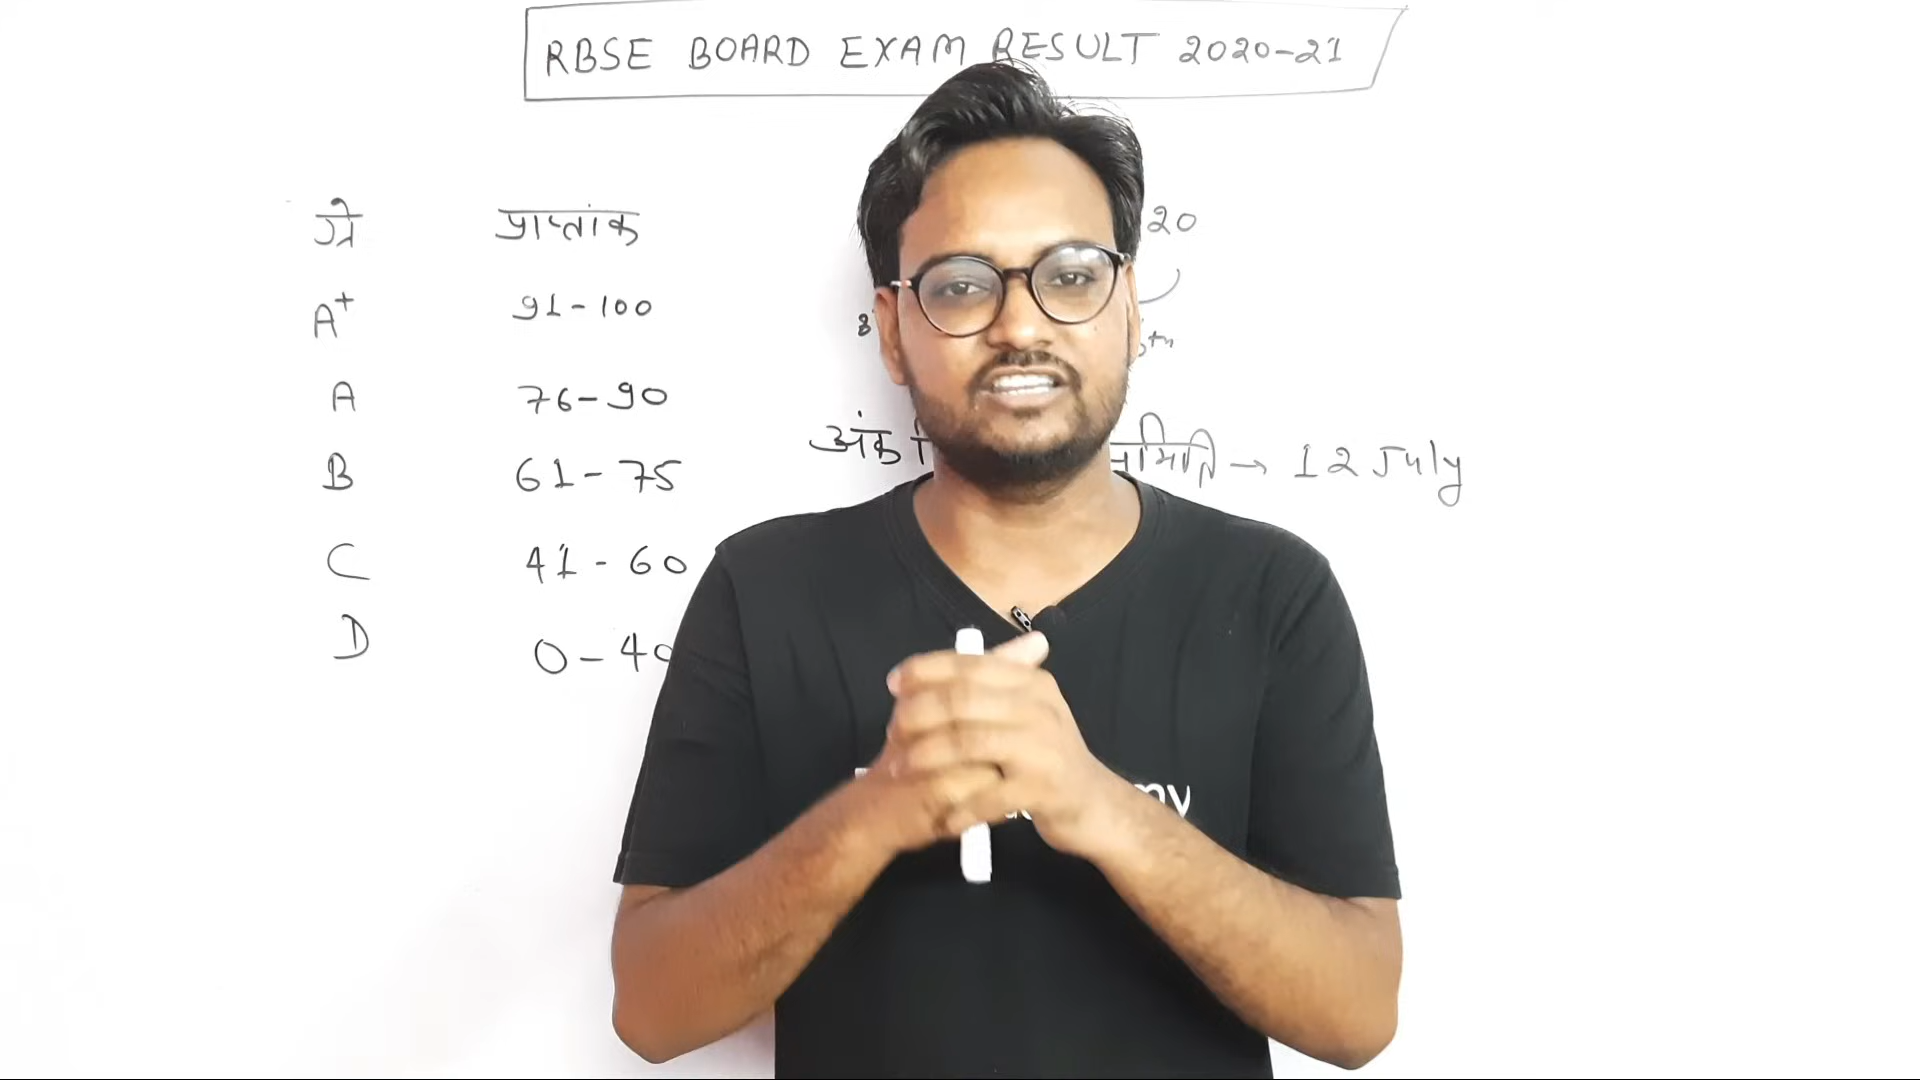 RBSE BOARD EXAM RESULT 2020-21
ग्रे प्राप्तांक
20
A+ 91-100
8
A 76-90
अंक → 12 July
B 61-75
C 41-60
D 0-40